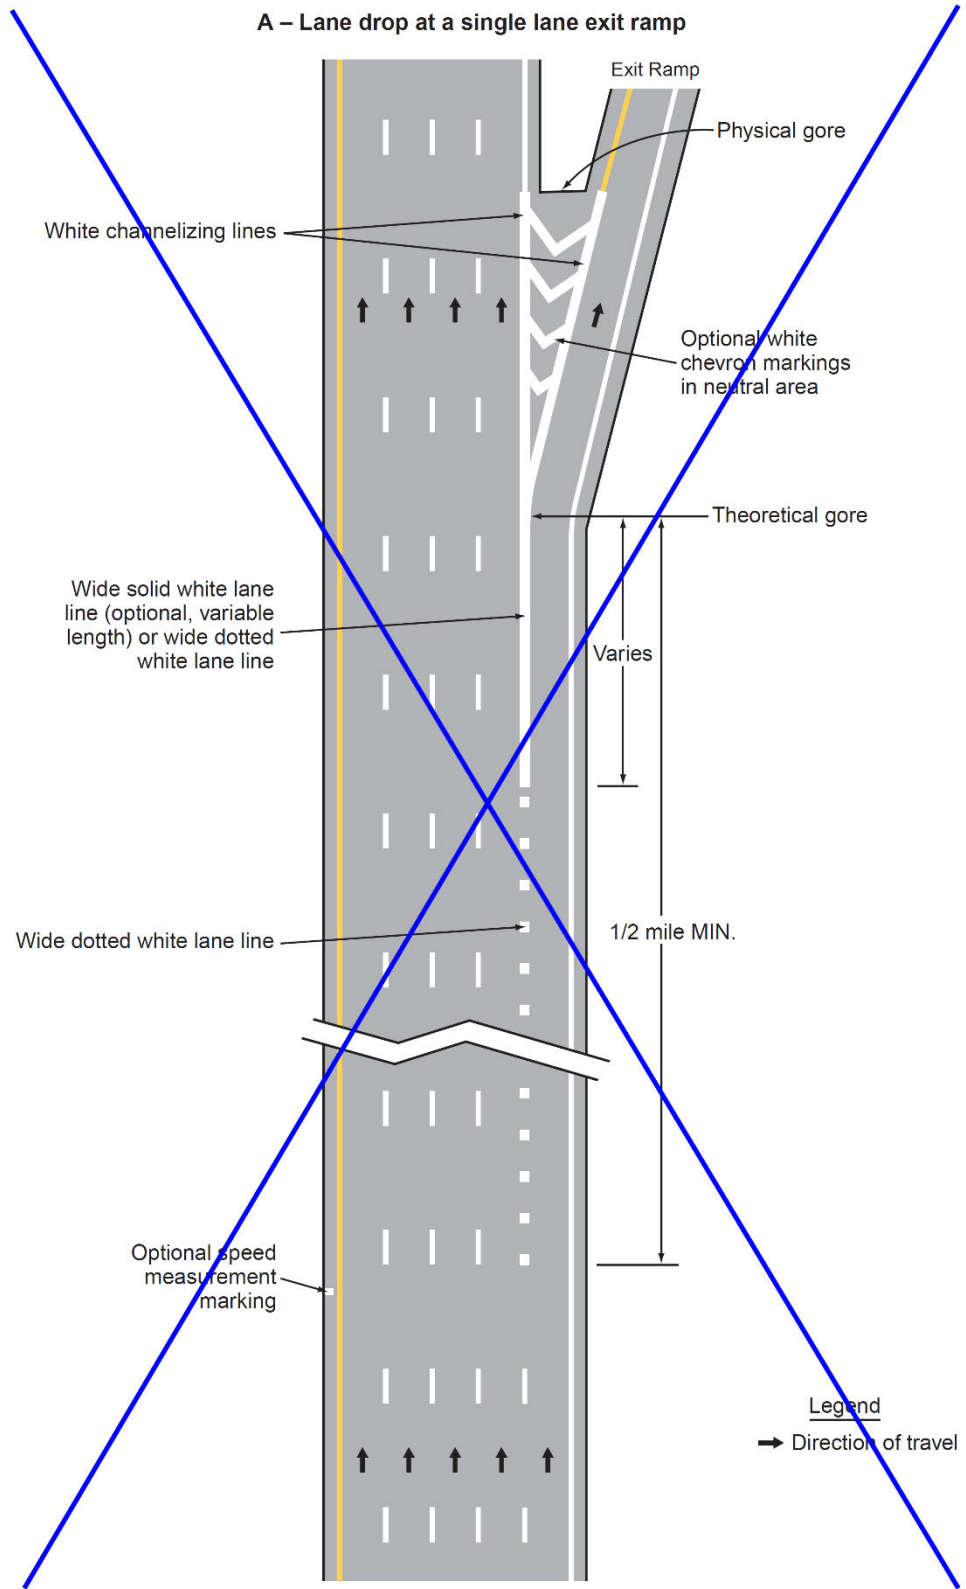 A – Lane drop at a single lane exit ramp
Exit Ramp
Physical gore
White channelizing lines
Optional white
chevron markings
in neutral area
Theoretical gore
Wide solid white lane
line (optional, variable
length) or wide dotted
white lane line
Varies
Wide dotted white lane line
1/2 mile MIN.
Optional speed
measurement
marking
Legend
Direction of travel